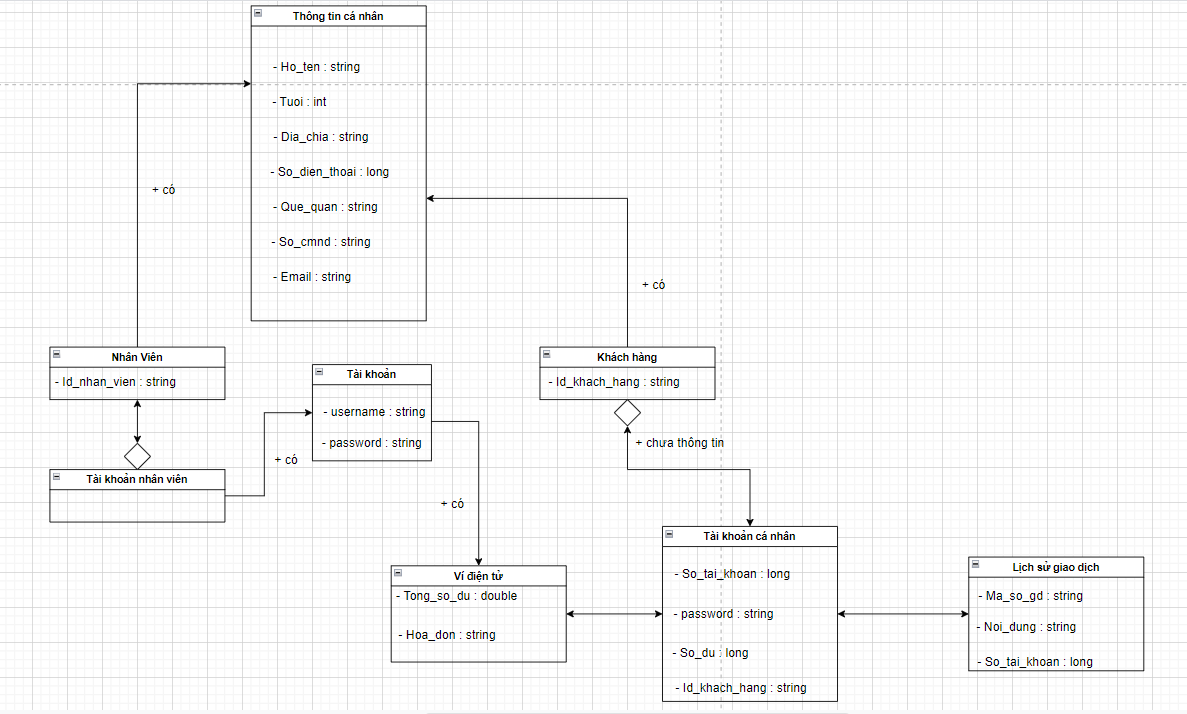 Thông tin cá nhân
- Ho_ten : string
- Tuoi : int
- Dia_chia : string
- So_dien_thoai : long
- Que_quan : string
- So_cmnd : string
- Email : string
+ có
+ có
Nhân Viên
- Id_nhan_vien : string
Khách hàng
- Id_khach_hang : string
Tài khoản
- username : string
- password : string
+ chưa thông tin
+ có
Tài khoản nhân viên
+ có
Tài khoản cá nhân
- So_tai_khoan : long
- password : string
- So_du : long
- Id_khach_hang : string
Ví điện tử
- Tong_so_du : double
- Hoa_don : string
Lịch sử giao dịch
- Ma_so_gd : string
- Noi_dung : string
- So_tai_khoan : long